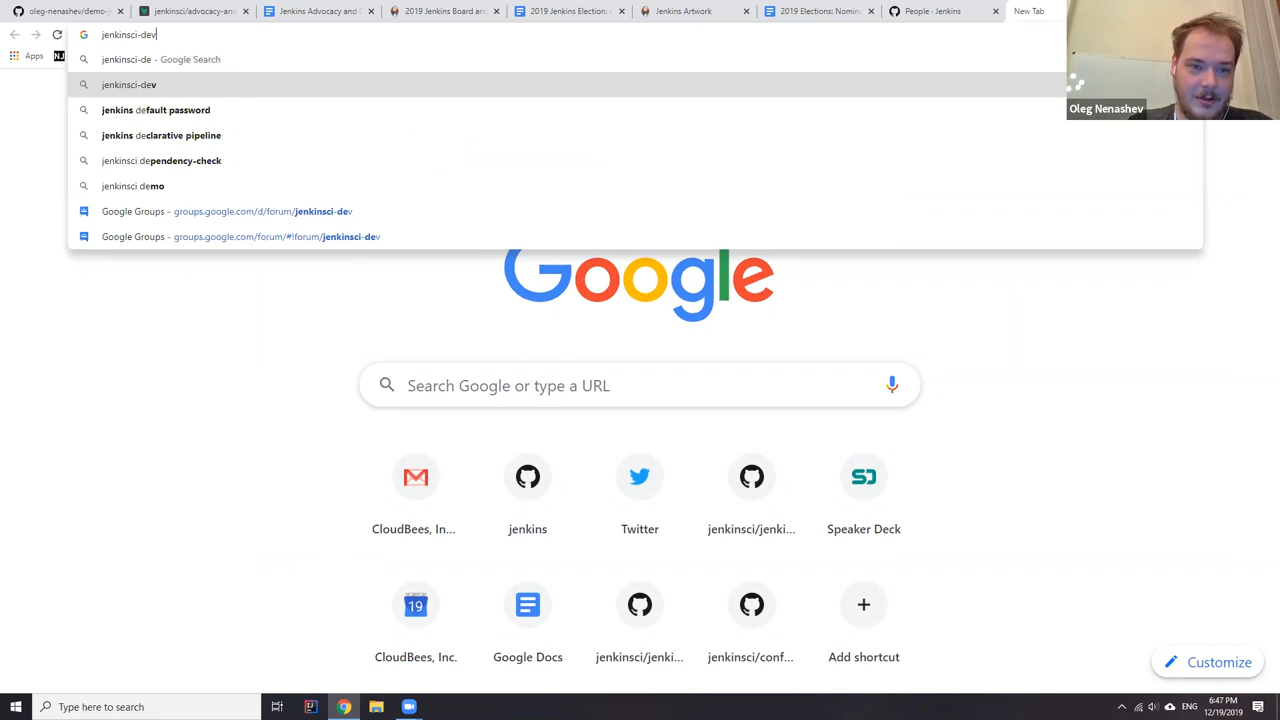 oleg-nenashev/demo-j
jenkinsci/advocacy-and
Jenkins Advocacy and C
2019 Jenkins Board and
2019 Jenkins Election:
Jenkins Artwork
2019 Elections: Nomine
People - Jenkins
New Tab
jenkinsci-dev
Apps
NJ
jenkinsci-de - Google Search
jenkinsci-dev
jenkins default password
jenkins declarative pipeline
jenkinsci dependency-check
jenkinsci demo
Google Groups - groups.google.com/d/forum/jenkinsci-dev
Google Groups - groups.google.com/forum/#!forum/jenkinsci-dev
Oleg Nenashev
Google
Search Google or type a URL
CloudBees, In...
jenkins
Twitter
jenkinsci/jenki...
Speaker Deck
19
CloudBees, Inc.
Google Docs
jenkinsci/jenki...
jenkinsci/conf...
Add shortcut
Customize
Type here to search
ENG
6:47 PM
12/19/2019